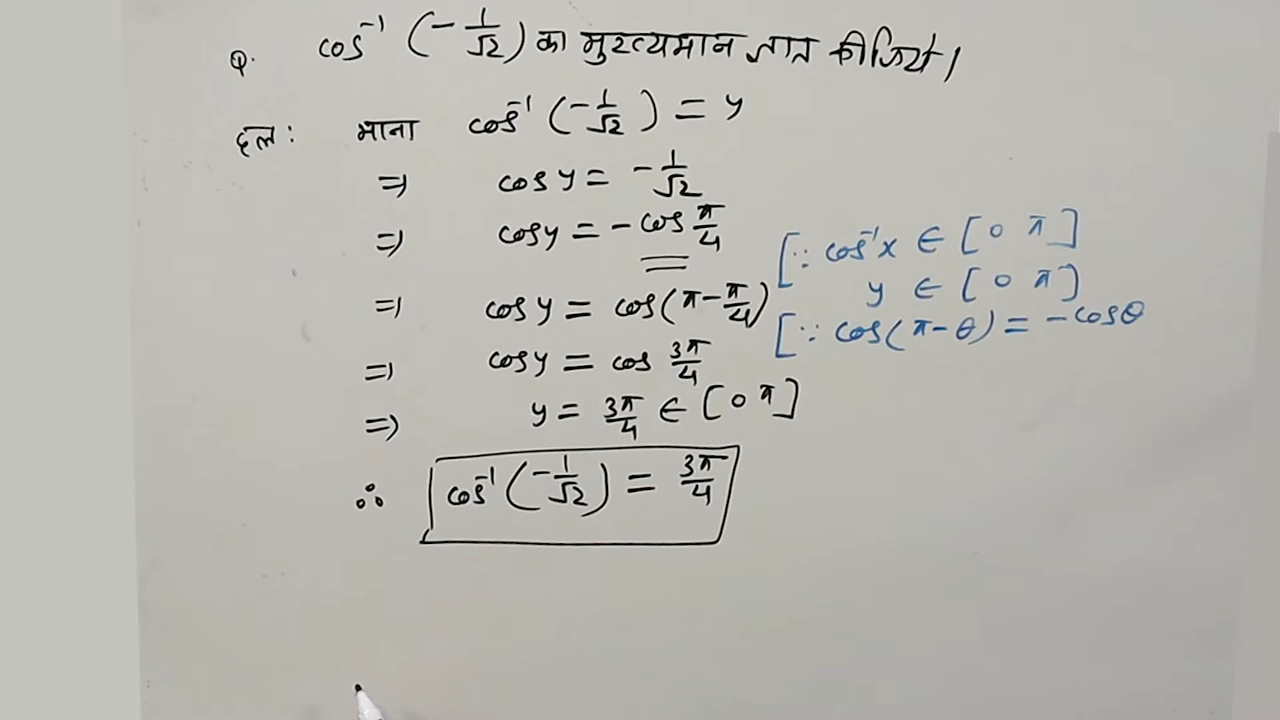 Q. cos⁻¹(-1/√2) का मुख्यमान ज्ञात कीजिये।
हल: माना cos⁻¹(-1/√2) = y
⇒ cos y = -1/√2
⇒ cos y = -cos π/4
[∵ cos⁻¹x ∈ [0 π]
y ∈ [0 π]
⇒ cos y = cos(π-π/4)
[∵ cos(π-θ) = -cosθ
⇒ cos y = cos 3π/4
⇒ y = 3π/4 ∈ [0 π]
∴ cos⁻¹(-1/√2) = 3π/4